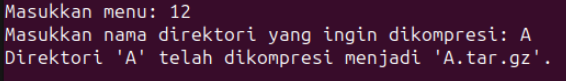 Masukkan menu: 12
Masukkan nama direktori yang ingin dikompresi: A
Direktori 'A' telah dikompresi menjadi 'A.tar.gz'.